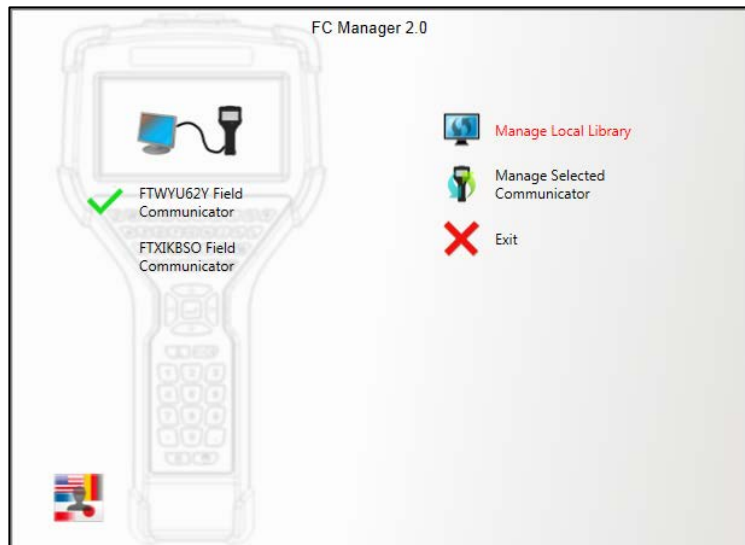 FC Manager 2.0
FTWYU62Y Field
Communicator
FTXIKBSO Field
Communicator
Manage Local Library
Manage Selected
Communicator
Exit